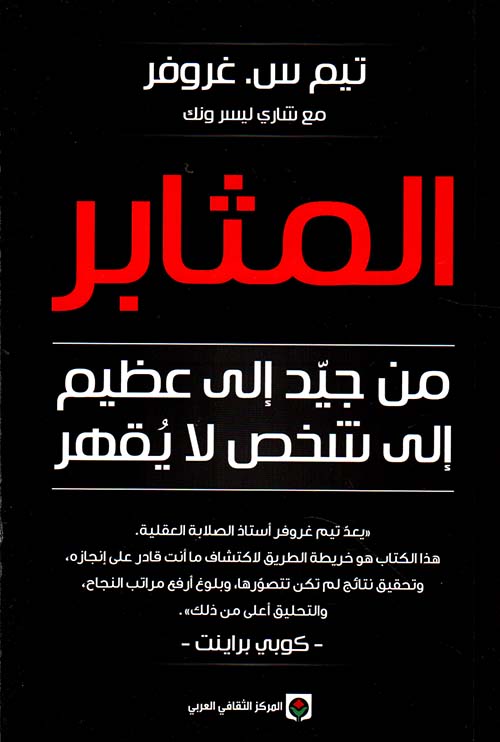 تيم س. غروفر
مع شاري ليسر ونك
المثابر
من جيّد إلى عظيم
إلى شخص لا يُقهر
«يعدّ تيم غروفر أستاذ الصلابة العقلية.
هذا الكتاب هو خريطة الطريق لاكتشاف ما أنت قادر على إنجازه،
وتحقيق نتائج لم تكن تتصوّرها، وبلوغ أرفع مراتب النجاح،
والتحليق أعلى من ذلك».
- كوبي براينت -
المركز الثقافي العربي